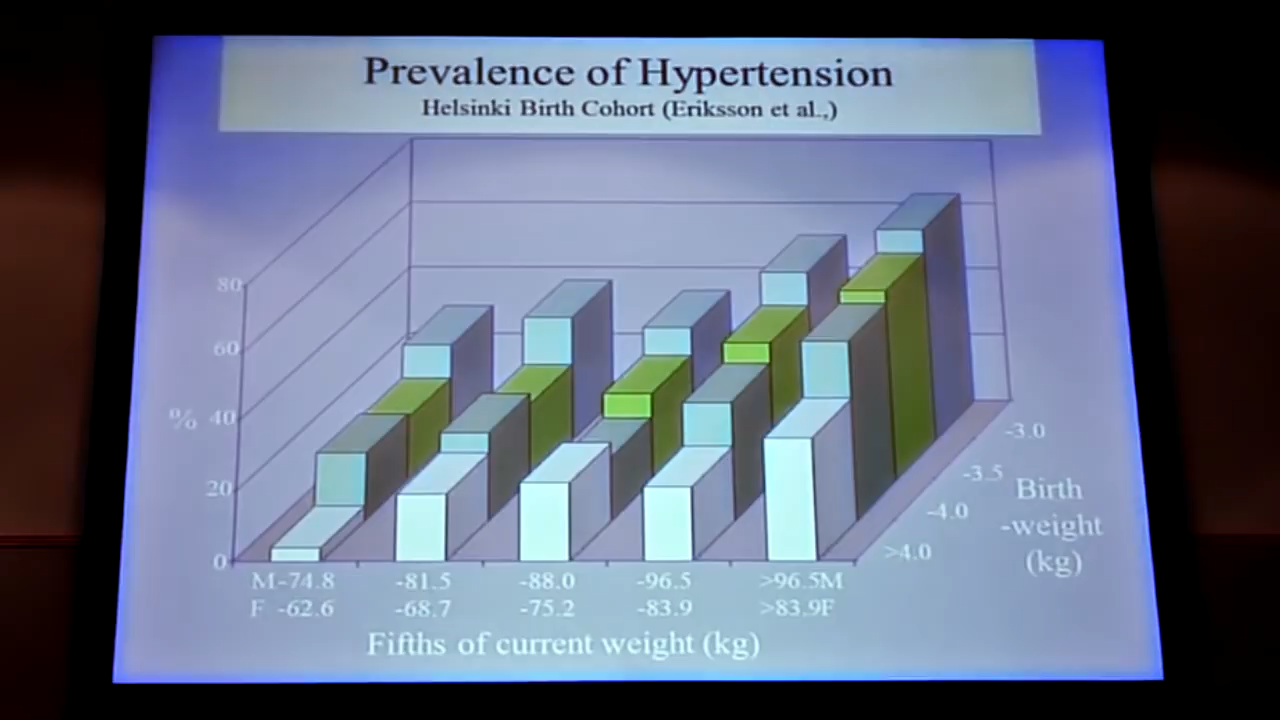 Prevalence of Hypertension
Helsinki Birth Cohort (Eriksson et al.,)
80
60
% 40
20
0
-3.0
-3.5
-4.0
>4.0
Birth
-weight
(kg)
M-74.8 -81.5 -88.0 -96.5 >96.5M
F -62.6 -68.7 -75.2 -83.9 >83.9F
Fifths of current weight (kg)